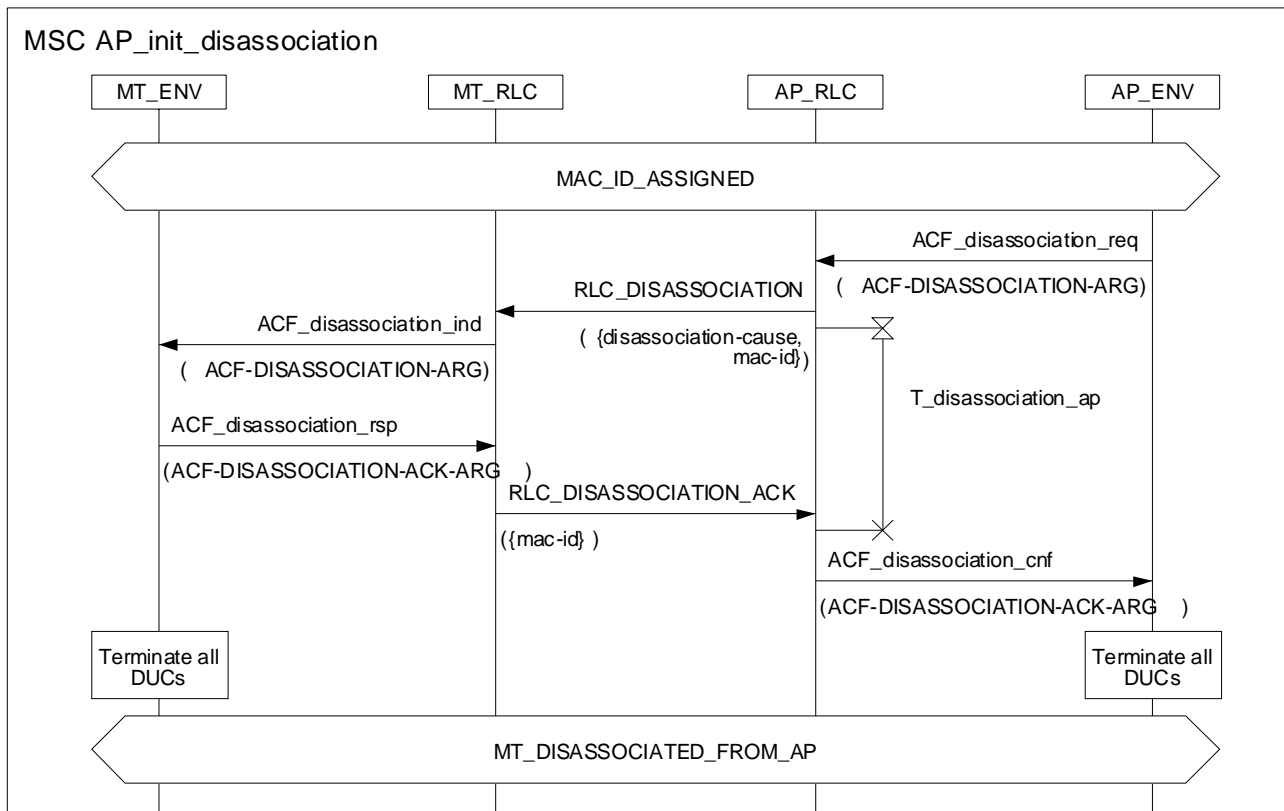 MSC AP_init_disassociation
MT_ENV
MT_RLC
AP_RLC
AP_ENV
MAC_ID_ASSIGNED
ACF_disassociation_req
( ACF-DISASSOCIATION-ARG)
RLC_DISASSOCIATION
( {disassociation-cause,
mac-id} )
ACF_disassociation_ind
( ACF-DISASSOCIATION-ARG)
T_disassociation_ap
ACF_disassociation_rsp
(ACF-DISASSOCIATION-ACK-ARG )
RLC_DISASSOCIATION_ACK
({mac-id} )
ACF_disassociation_cnf
(ACF-DISASSOCIATION-ACK-ARG )
Terminate all
DUCs
Terminate all
DUCs
MT_DISASSOCIATED_FROM_AP